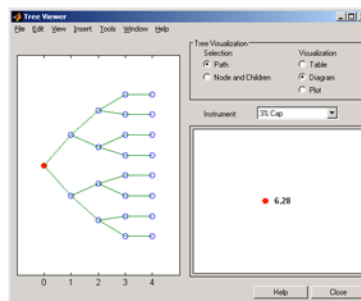 Tree Viewer
File Edit View Insert Tools Window Help
Tree Visualization
Selection
Visualization
Path
Table
Node and Children
Diagram
Plot
Instrument:
3% Cap
6.28
0 1 2 3 4
Help
Close